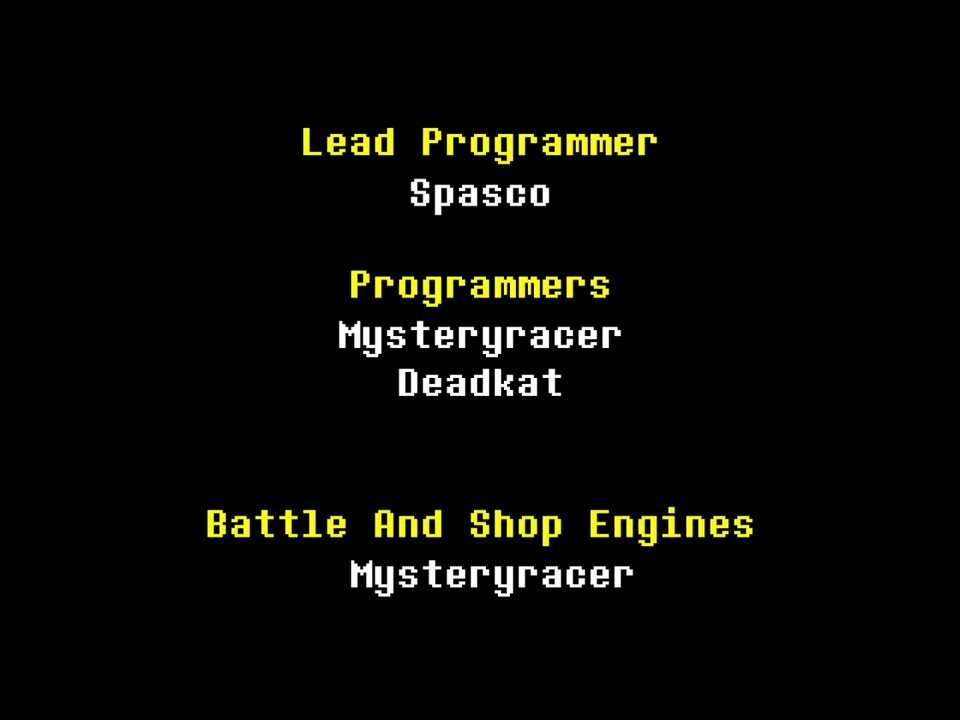 Lead Programmer
Spasco
Programmers
Mysteryracer
Deadkat
Battle And Shop Engines
Mysteryracer